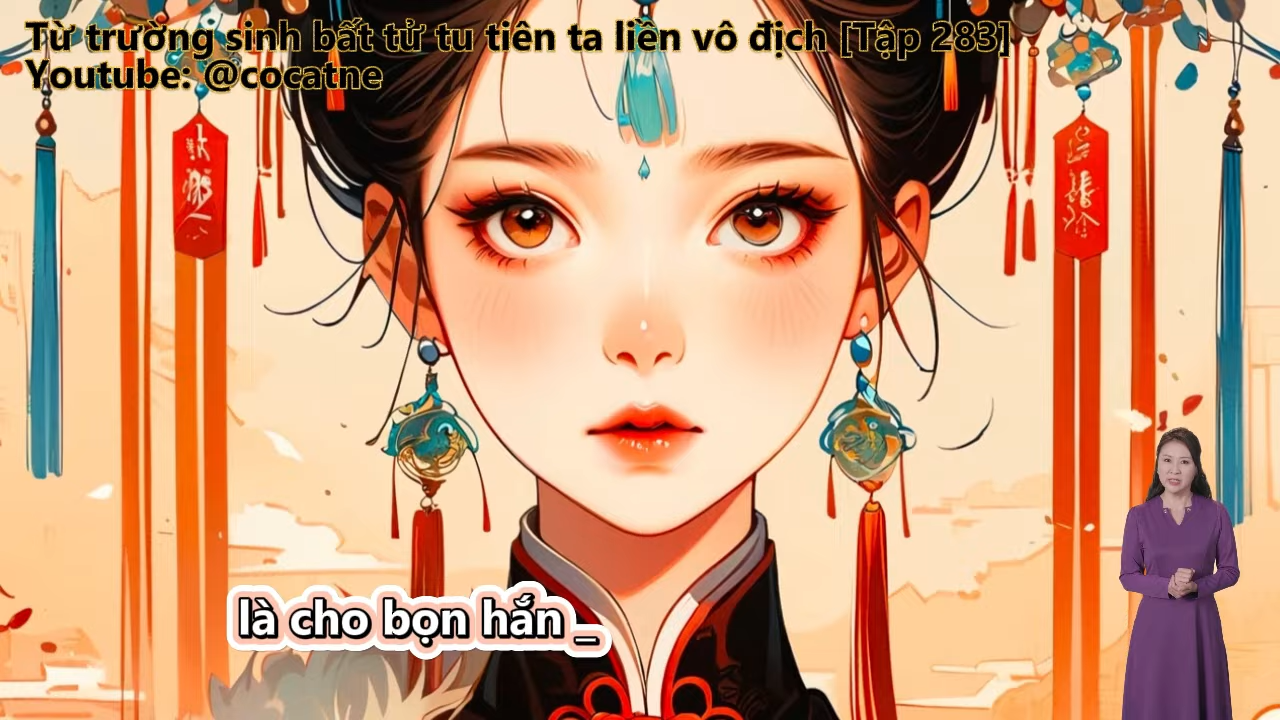 Từ trường sinh bất tử tu tiên ta liền vô địch [Tập 283]
Youtube: @cocatne
là cho bọn hắn _